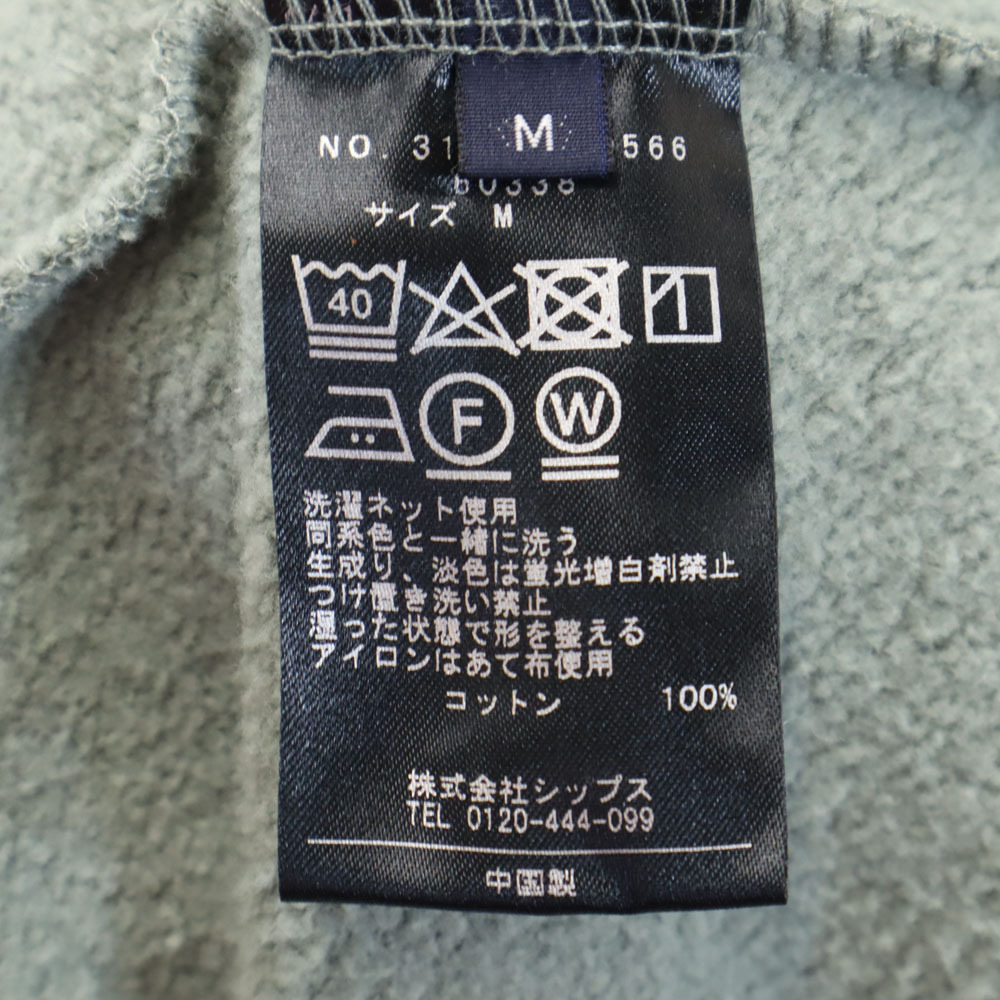 M
NO. 31 566
60338
サイズ M
40
F W
洗濯ネット使用
同系色と一緒に洗う
生成り、淡色は蛍光増白剤禁止
つけ置き洗い禁止
湿った状態で形を整える
アイロンはあて布使用
コットン 100%
株式会社シップス
TEL 0120-444-099
中国製